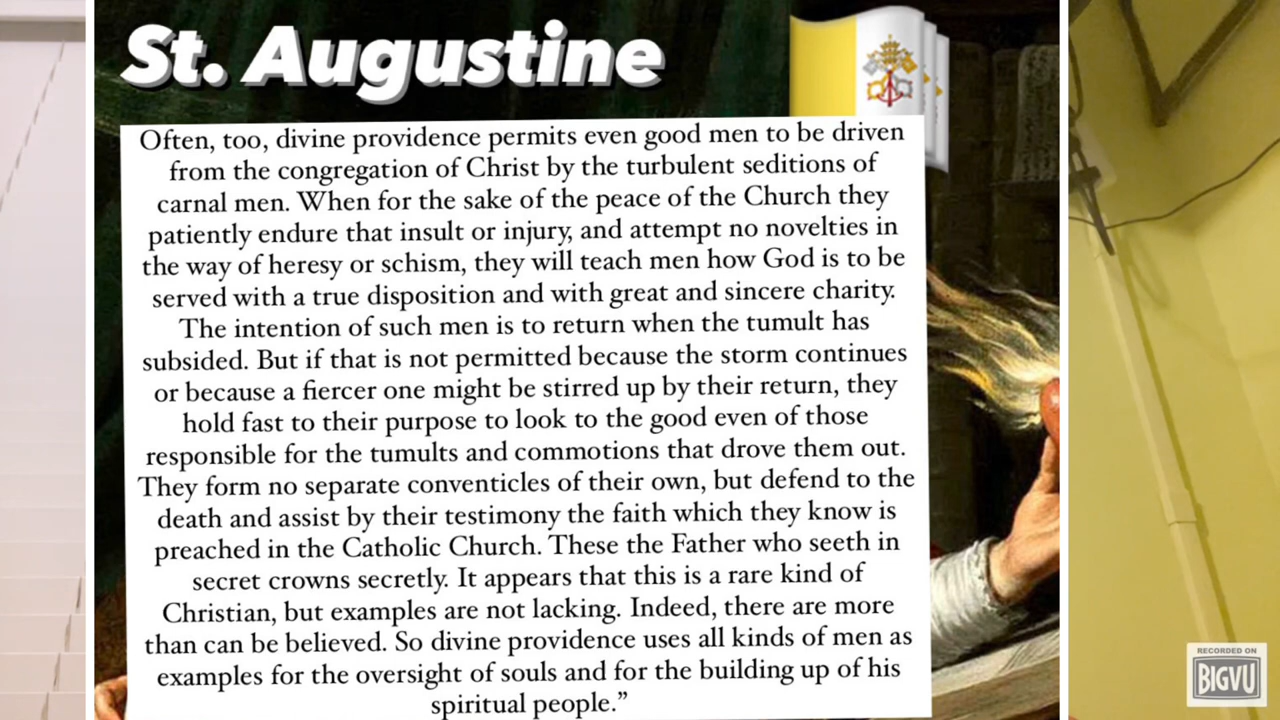 St. Augustine
Often, too, divine providence permits even good men to be driven
from the congregation of Christ by the turbulent seditions of
carnal men. When for the sake of the peace of the Church they
patiently endure that insult or injury, and attempt no novelties in
the way of heresy or schism, they will teach men how God is to be
served with a true disposition and with great and sincere charity.
The intention of such men is to return when the tumult has
subsided. But if that is not permitted because the storm continues
or because a fiercer one might be stirred up by their return, they
hold fast to their purpose to look to the good even of those
responsible for the tumults and commotions that drove them out.
They form no separate conventicles of their own, but defend to the
death and assist by their testimony the faith which they know is
preached in the Catholic Church. These the Father who seeth in
secret crowns secretly. It appears that this is a rare kind of
Christian, but examples are not lacking. Indeed, there are more
than can be believed. So divine providence uses all kinds of men as
examples for the oversight of souls and for the building up of his
spiritual people.”
RECORDED ON
BIGVU